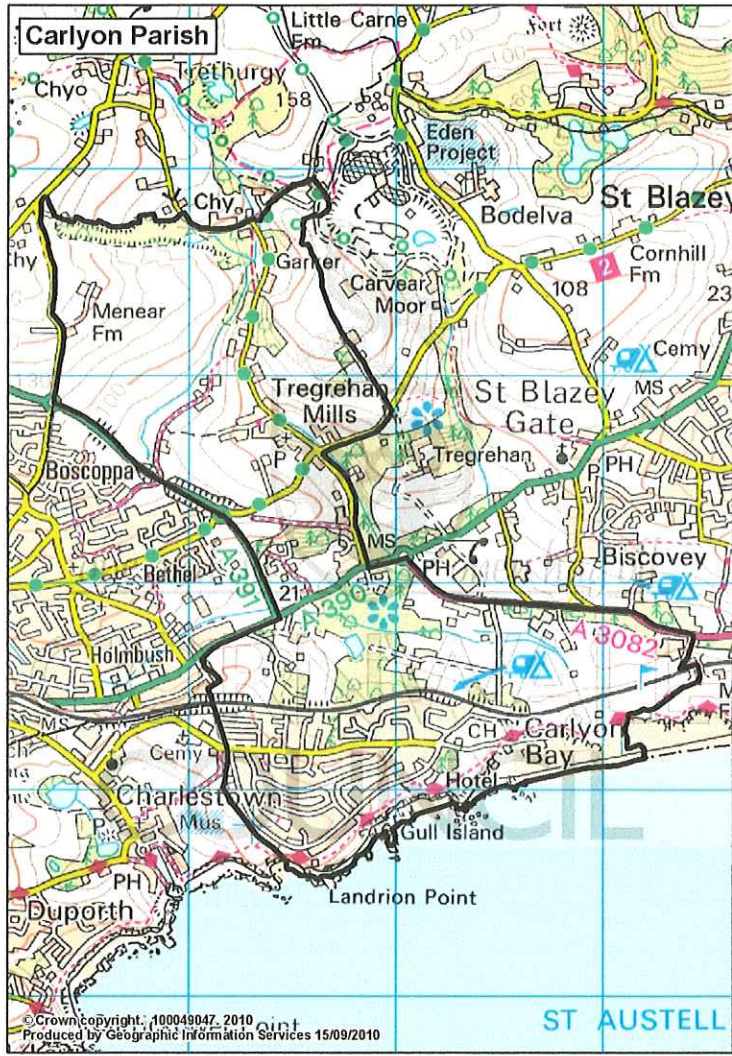 Carlyon Parish
Little Carne
Fm
Fort
Trethurgy
Chy
158
120
Eden
Project
Bodelva
St Blazey
Chy
Garker
Carvear
Moor
108
2
Cornhill
Fm
Menear
Fm
Cemy
MS
Tregrehan
Mills
St Blazey
Gate
Tregrehan
P
P
PH
Boscoppa
A 391
MS
PH
Biscovey
Bethel
21
A 390
A 3082
Holmbush
MS
CH
Carlyon
Bay
Cemy
Charlestown
Mus
Hotel
Gull Island
P
PH
Duporth
Landrion Point
COUNCIL
Point
ST AUSTELL
© Crown copyright. 100049047, 2010
Produced by Geographic Information Services 15/09/2010